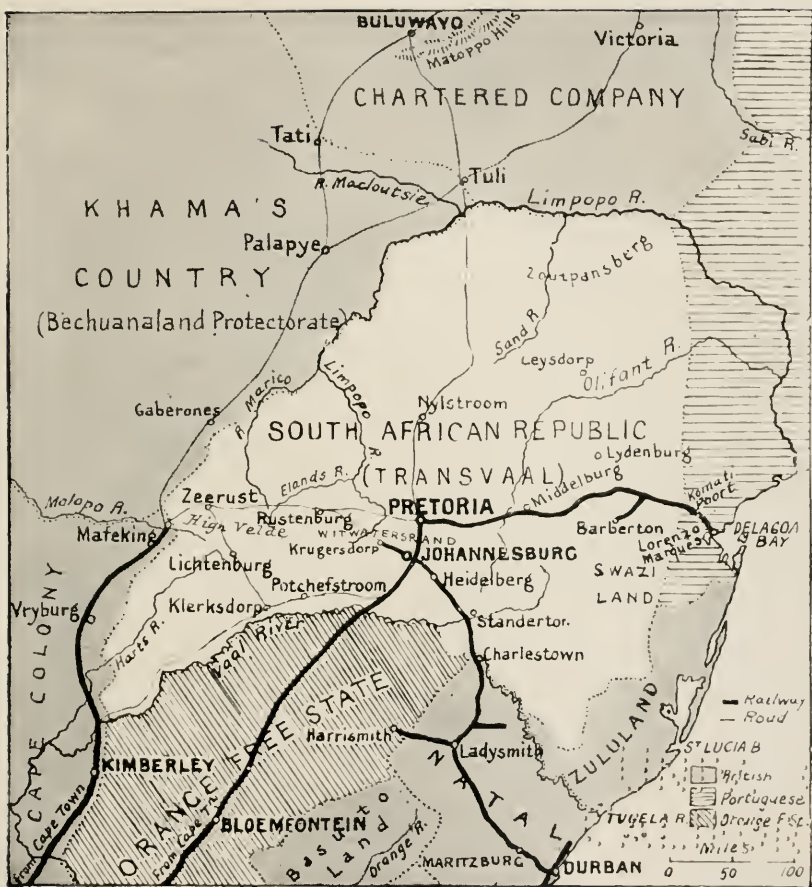 BULUWAYO
Matoppo Hills
Victoria
CHARTERED COMPANY
Tati
Sabi R.
R. Macloutsie
Tuli
Limpopo R.
KHAMA'S
Palapye
COUNTRY
Zoutpansberg
(Bechuanaland Protectorate)
Sand R.
Leysdorp
Olifant R.
Limpopo R.
R. Marico
Gaberones
Nylstroom
SOUTH AFRICAN REPUBLIC
(TRANSVAAL)
Lydenburg
Elands R.
Middelburg
Molopo R.
Zeerust
PRETORIA
Komati
Poort
Rustenburg
Mafeking
High Velde
WITWATERSRAND
Barberton
Lorenzo
Marques
DELAGOA
BAY
Krugersdorp
JOHANNESBURG
Lichtenburg
Heidelberg
SWAZI
LAND
Potchefstroom
Klerksdorp
Vryburg
Harts R.
Vaal River
Standertor.
Charlestown
CAPE COLONY
ORANGE FREE STATE
ZULULAND
Railway
Road
Harrismith
Ladysmith
ST LUCIA B
KIMBERLEY
NATAL
British
Portuguese
Orange F. St.
TUGELA R.
from Cape Town
From Cape Tn
BLOEMFONTEIN
Basuto
Land
Orange R.
Miles
MARITZBURG
DURBAN
0 100